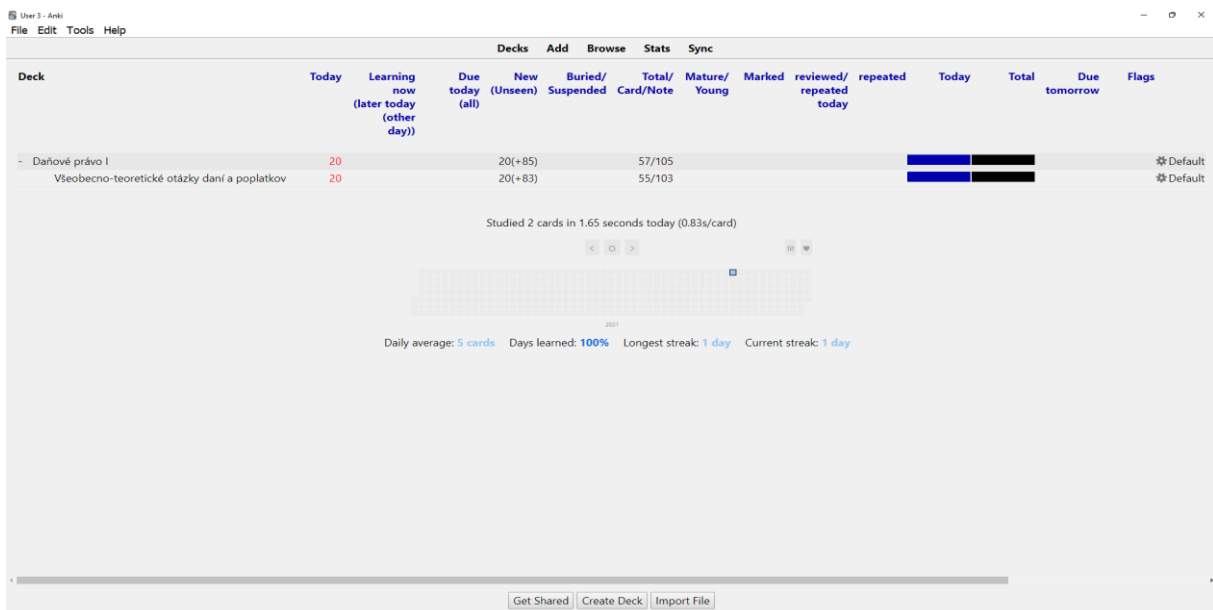 User 3 - Anki
File Edit Tools Help
Decks Add Browse Stats Sync
Deck Today Learning Due New Buried/ Total/ Mature/ Marked reviewed/ repeated Today Total Due Flags
now today (Unseen) Suspended Card/Note Young repeated tomorrow
(later today (all) today
(other
day))
- Daňové právo I 20 20(+85) 57/105 Default
Všeobecno-teoretické otázky daní a poplatkov 20 20(+83) 55/103 Default
Studied 2 cards in 1.65 seconds today (0.83s/card)
< >
2021
Daily average: 5 cards Days learned: 100% Longest streak: 1 day Current streak: 1 day
Get Shared Create Deck Import File